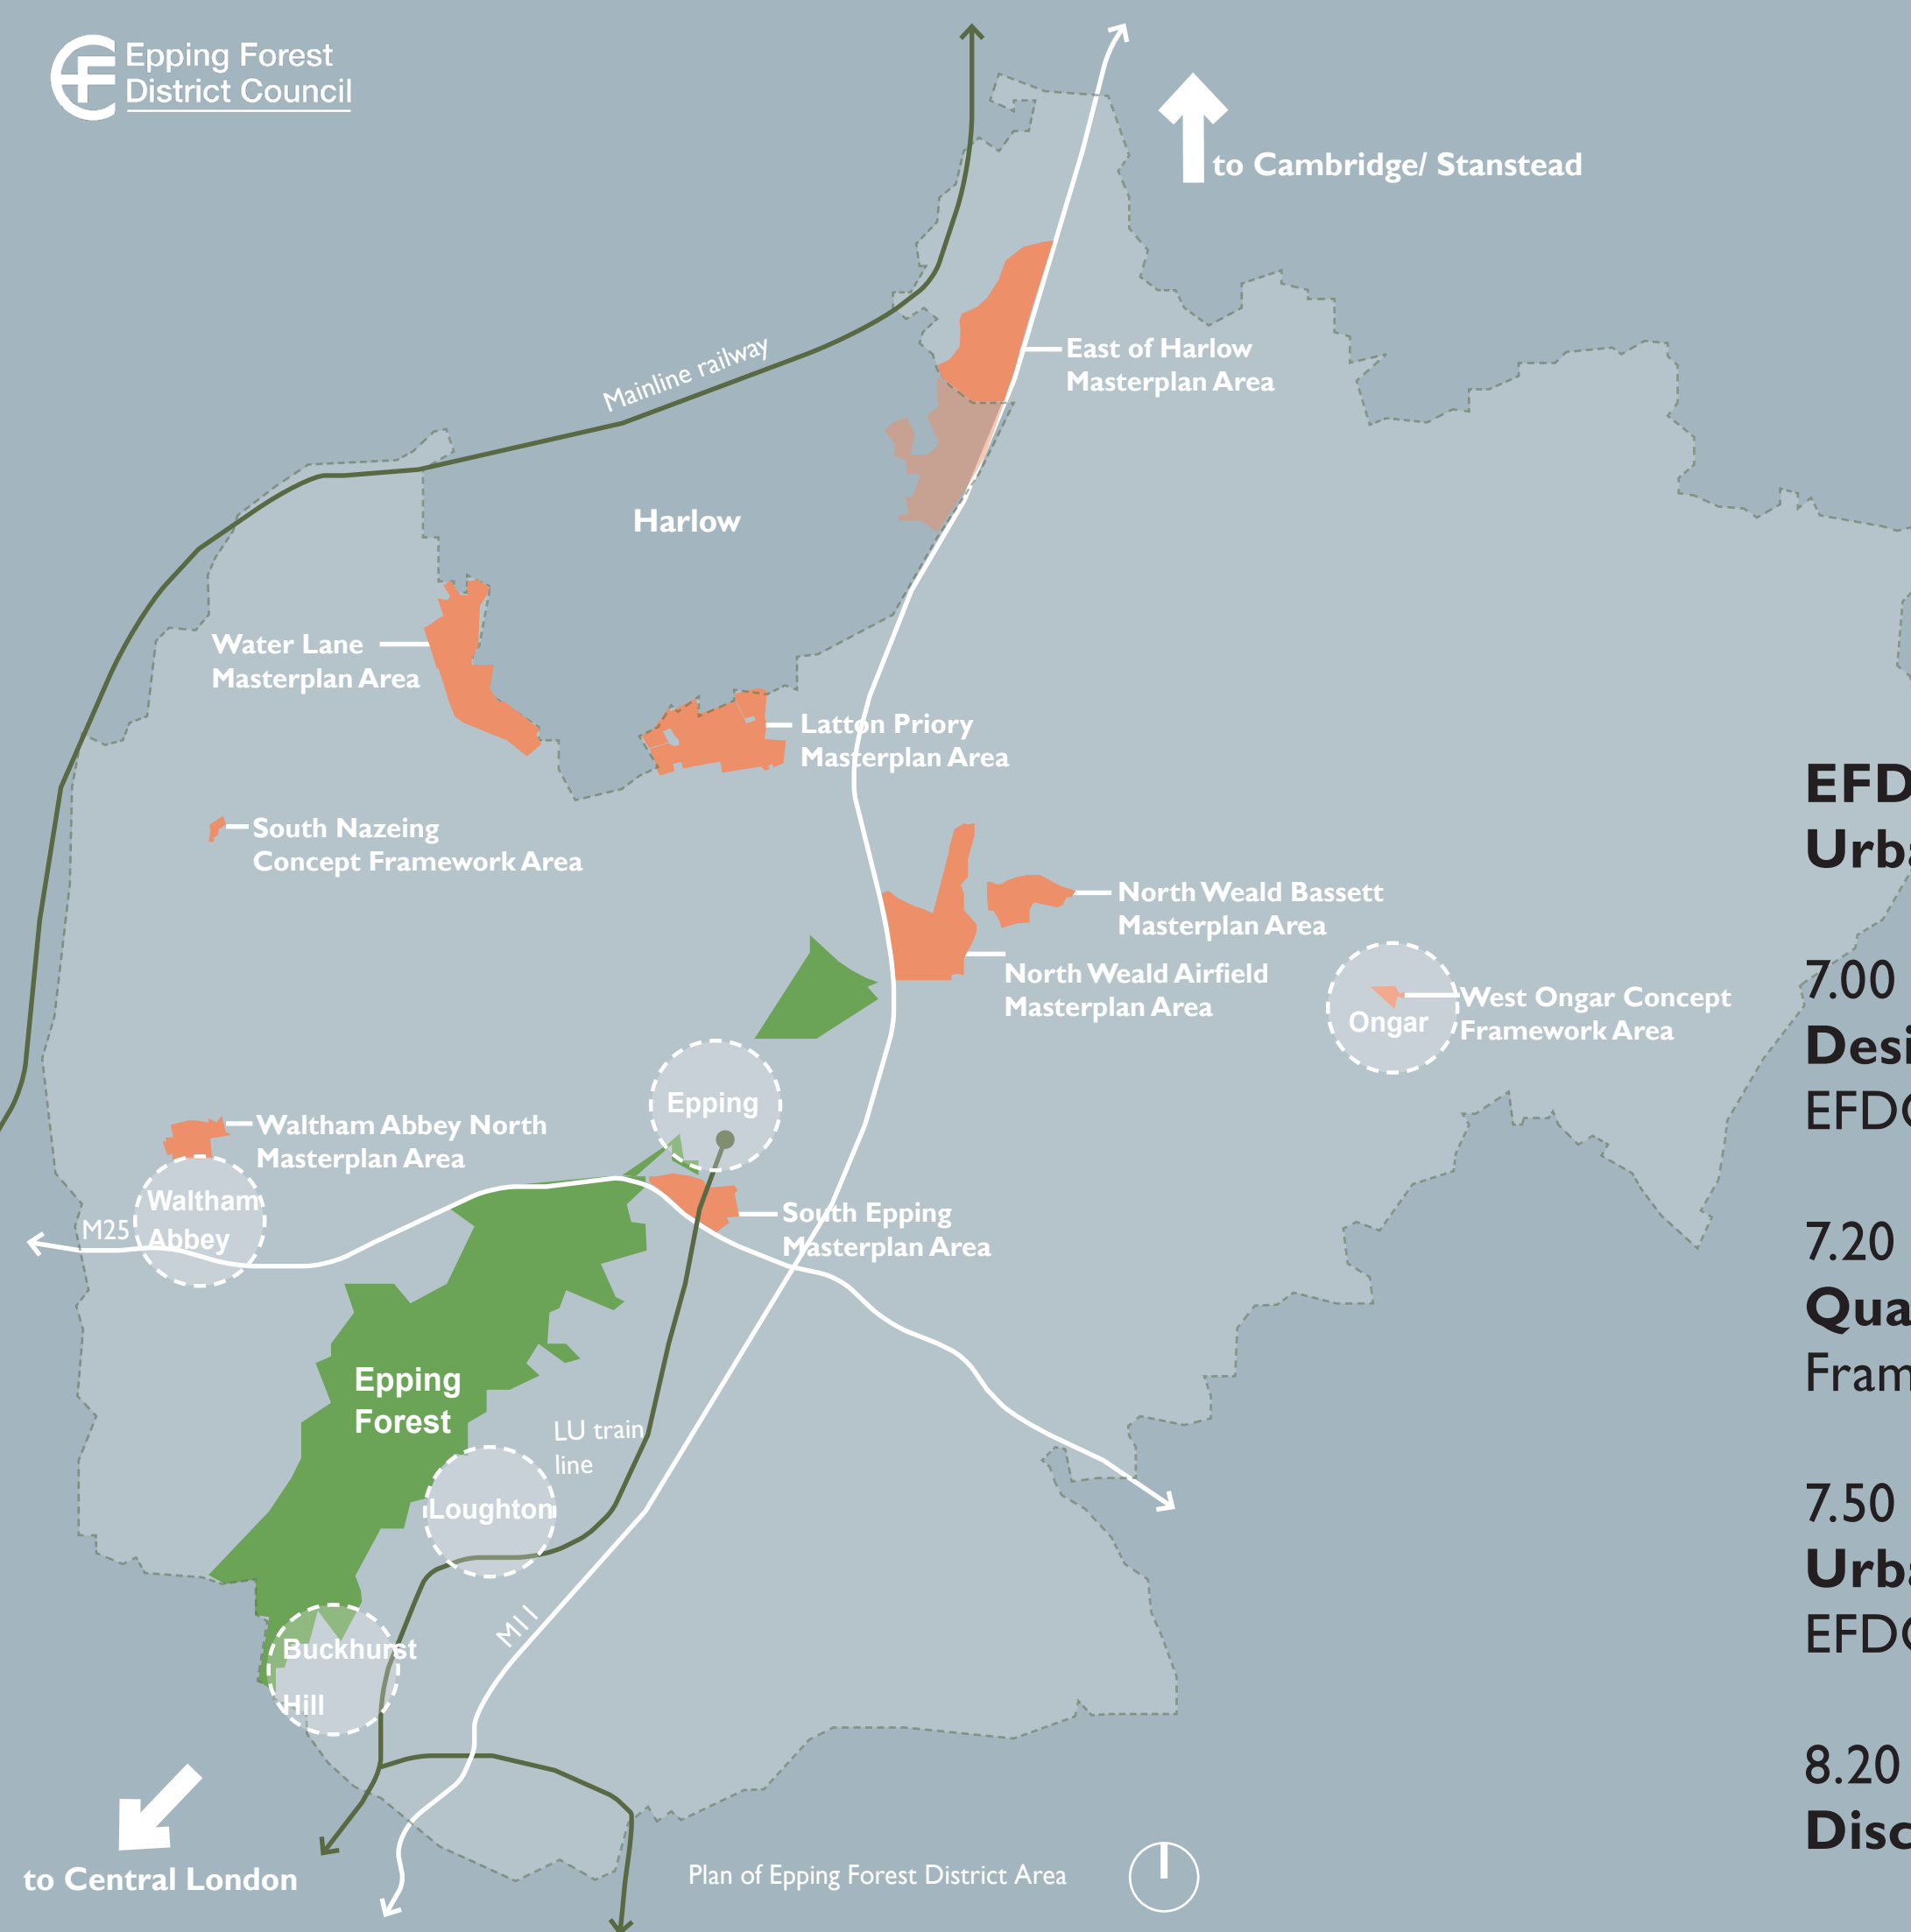 Epping Forest
District Council
to Cambridge/ Stanstead
Mainline railway
East of Harlow
Masterplan Area
Harlow
Water Lane
Masterplan Area
Latton Priory
Masterplan Area
South Nazeing
Concept Framework Area
North Weald Bassett
Masterplan Area
North Weald Airfield
Masterplan Area
West Ongar Concept
Framework Area
Ongar
Epping
Waltham Abbey North
Masterplan Area
Waltham
Abbey
M25
South Epping
Masterplan Area
Epping
Forest
LU train
line
Loughton
M11
Buckhurst
Hill
to Central London
Plan of Epping Forest District Area
EFD
Urba
7.00
Desi
EFDC
7.20
Qua
Fram
7.50
Urba
EFDC
8.20
Disc